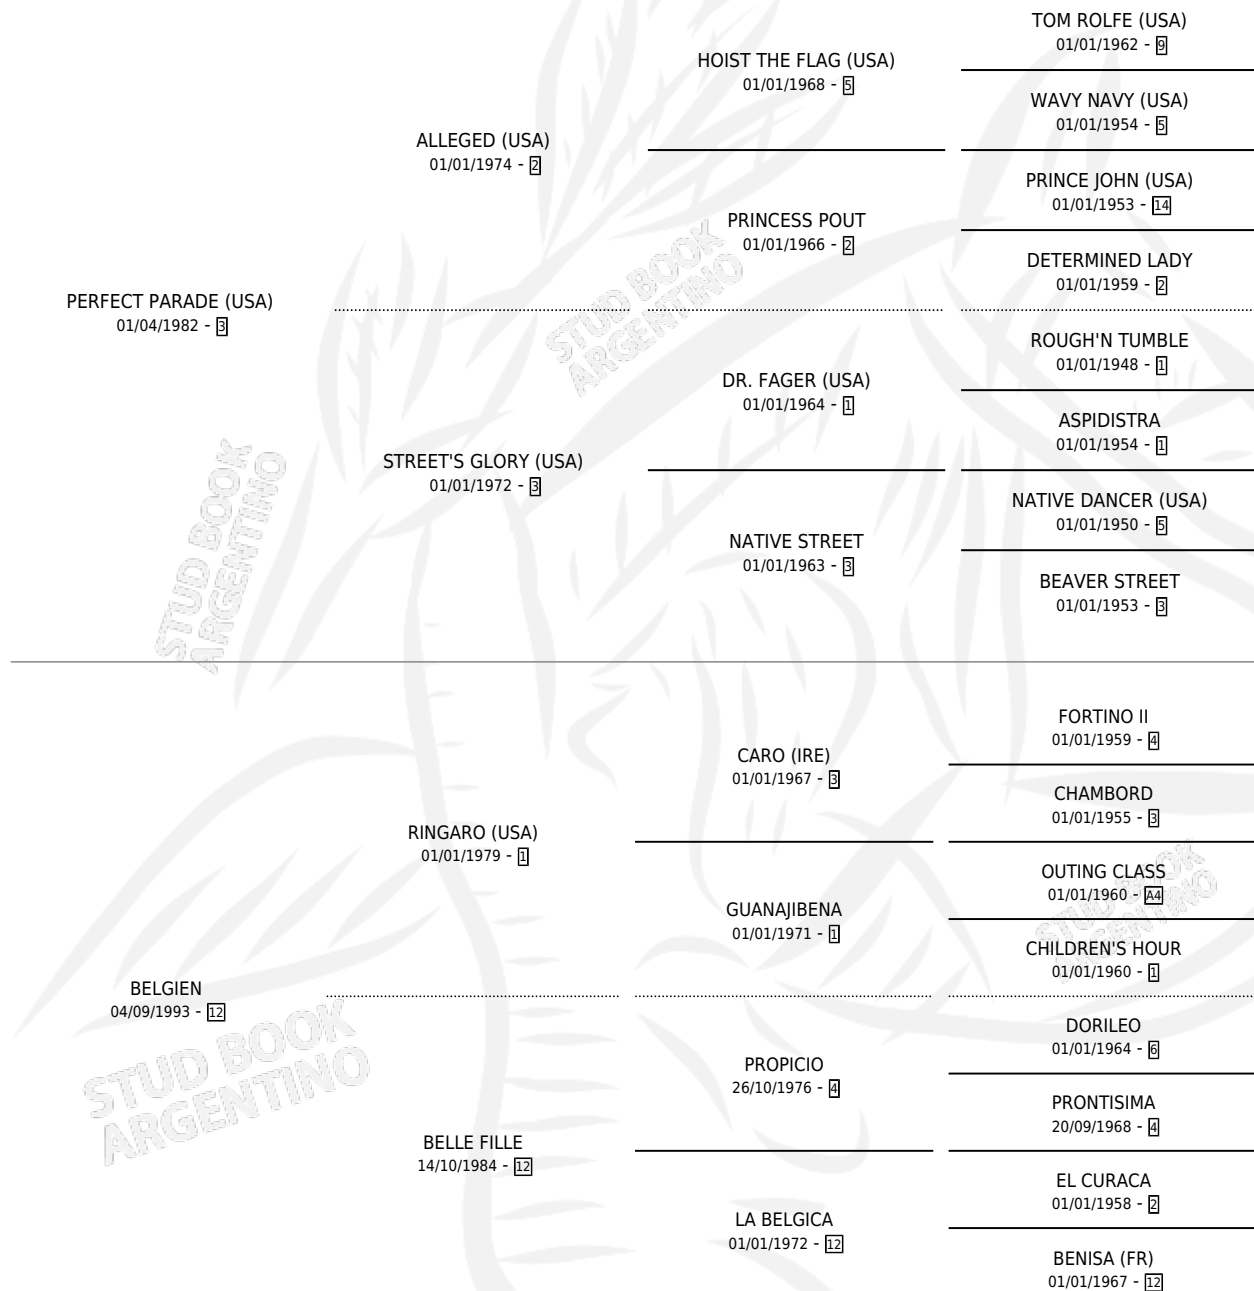 TOM ROLFE (USA)
01/01/1962 - 9
HOIST THE FLAG (USA)
01/01/1968 - 5
WAVY NAVY (USA)
01/01/1954 - 5
ALLEGED (USA)
01/01/1974 - 2
PRINCE JOHN (USA)
01/01/1953 - 14
PRINCESS POUT
01/01/1966 - 2
DETERMINED LADY
01/01/1959 - 2
PERFECT PARADE (USA)
01/04/1982 - 3
ROUGH'N TUMBLE
01/01/1948 - 1
DR. FAGER (USA)
01/01/1964 - 1
ASPIDISTRA
01/01/1954 - 1
STREET'S GLORY (USA)
01/01/1972 - 3
NATIVE DANCER (USA)
01/01/1950 - 5
NATIVE STREET
01/01/1963 - 3
BEAVER STREET
01/01/1953 - 3
FORTINO II
01/01/1959 - 4
CARO (IRE)
01/01/1967 - 3
CHAMBORD
01/01/1955 - 3
RINGARO (USA)
01/01/1979 - 1
OUTING CLASS
01/01/1960 - A4
GUANAJIBENA
01/01/1971 - 1
CHILDREN'S HOUR
01/01/1960 - 1
BELGIEN
04/09/1993 - 12
DORILEO
01/01/1964 - 6
PROPICIO
26/10/1976 - 4
PRONTISIMA
20/09/1968 - 4
BELLE FILLE
14/10/1984 - 12
EL CURACA
01/01/1958 - 2
LA BELGICA
01/01/1972 - 12
BENISA (FR)
01/01/1967 - 12
STUD BOOK
ARGENTINO
STUD BOOK
ARGENTINO
STUD BOOK
ARGENTINO
STUD BOOK
ARGENTINO